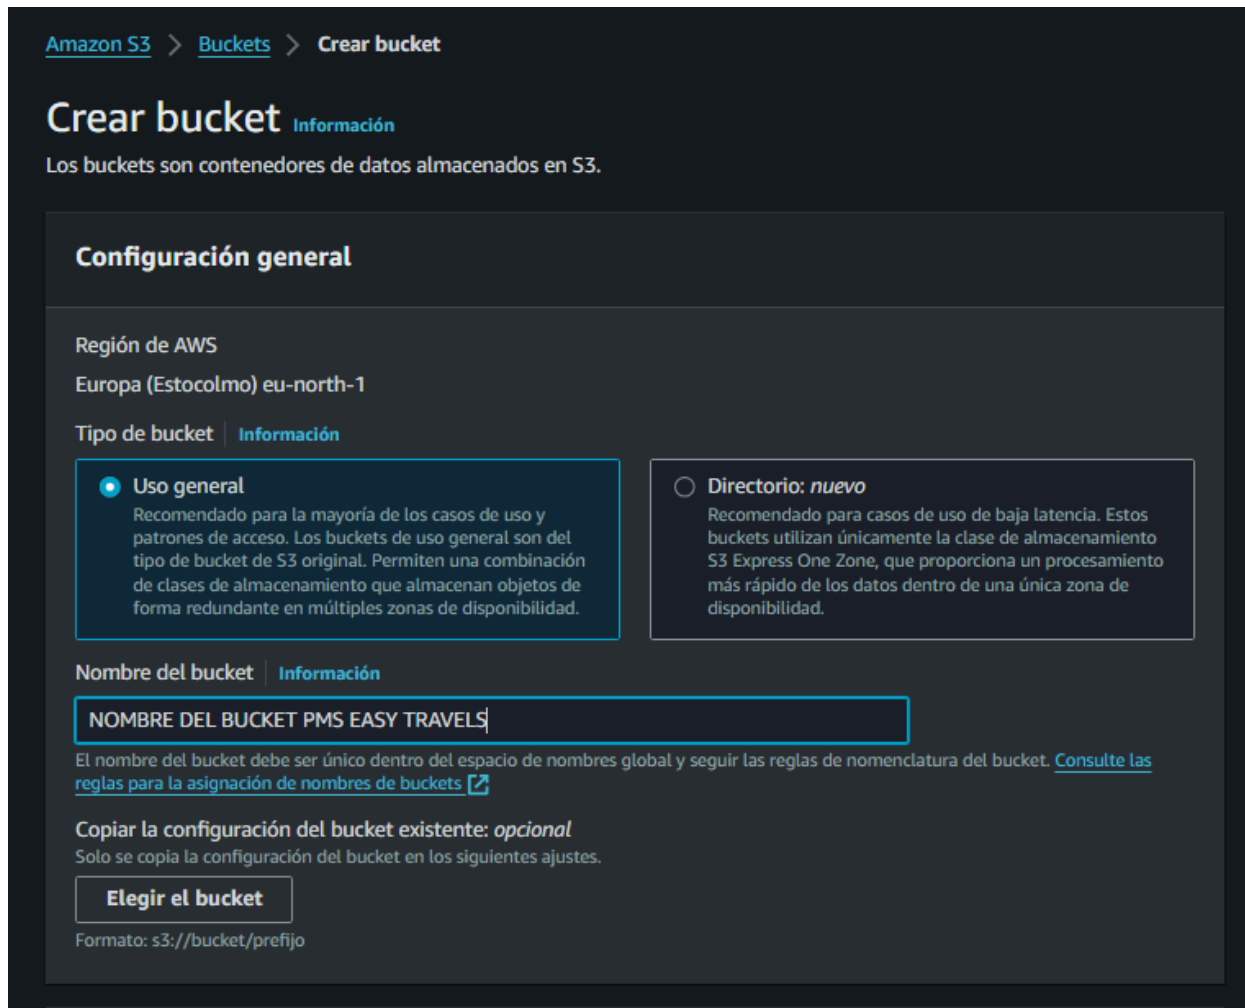 Amazon S3 > Buckets > Crear bucket
Crear bucket Información
Los buckets son contenedores de datos almacenados en S3.
Configuración general
Región de AWS
Europa (Estocolmo) eu-north-1
Tipo de bucket | Información
Uso general
Recomendado para la mayoría de los casos de uso y
patrones de acceso. Los buckets de uso general son del
tipo de bucket de S3 original. Permiten una combinación
de clases de almacenamiento que almacenan objetos de
forma redundante en múltiples zonas de disponibilidad.
Directorio: nuevo
Recomendado para casos de uso de baja latencia. Estos
buckets utilizan únicamente la clase de almacenamiento
S3 Express One Zone, que proporciona un procesamiento
más rápido de los datos dentro de una única zona de
disponibilidad.
Nombre del bucket | Información
NOMBRE DEL BUCKET PMS EASY TRAVELS
El nombre del bucket debe ser único dentro del espacio de nombres global y seguir las reglas de nomenclatura del bucket. Consulte las
reglas para la asignación de nombres de buckets
Copiar la configuración del bucket existente: opcional
Solo se copia la configuración del bucket en los siguientes ajustes.
Elegir el bucket
Formato: s3://bucket/prefijo